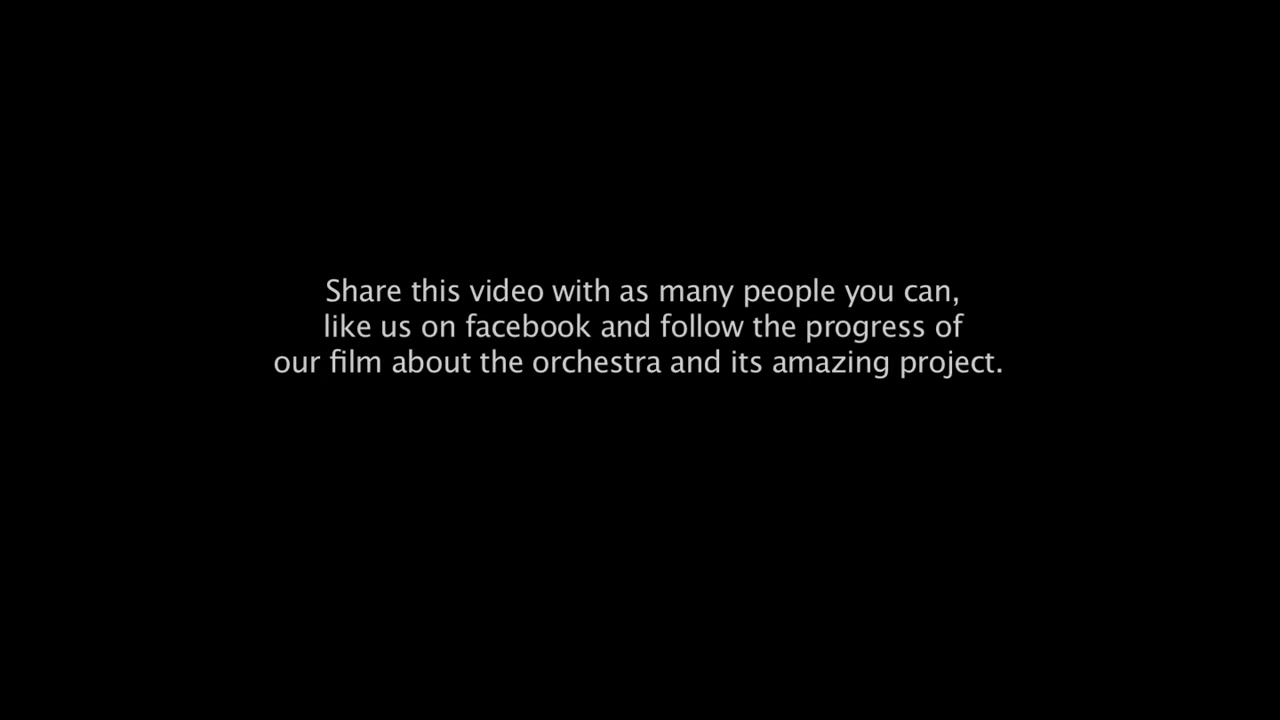 Share this video with as many people you can,
like us on facebook and follow the progress of
our film about the orchestra and its amazing project.